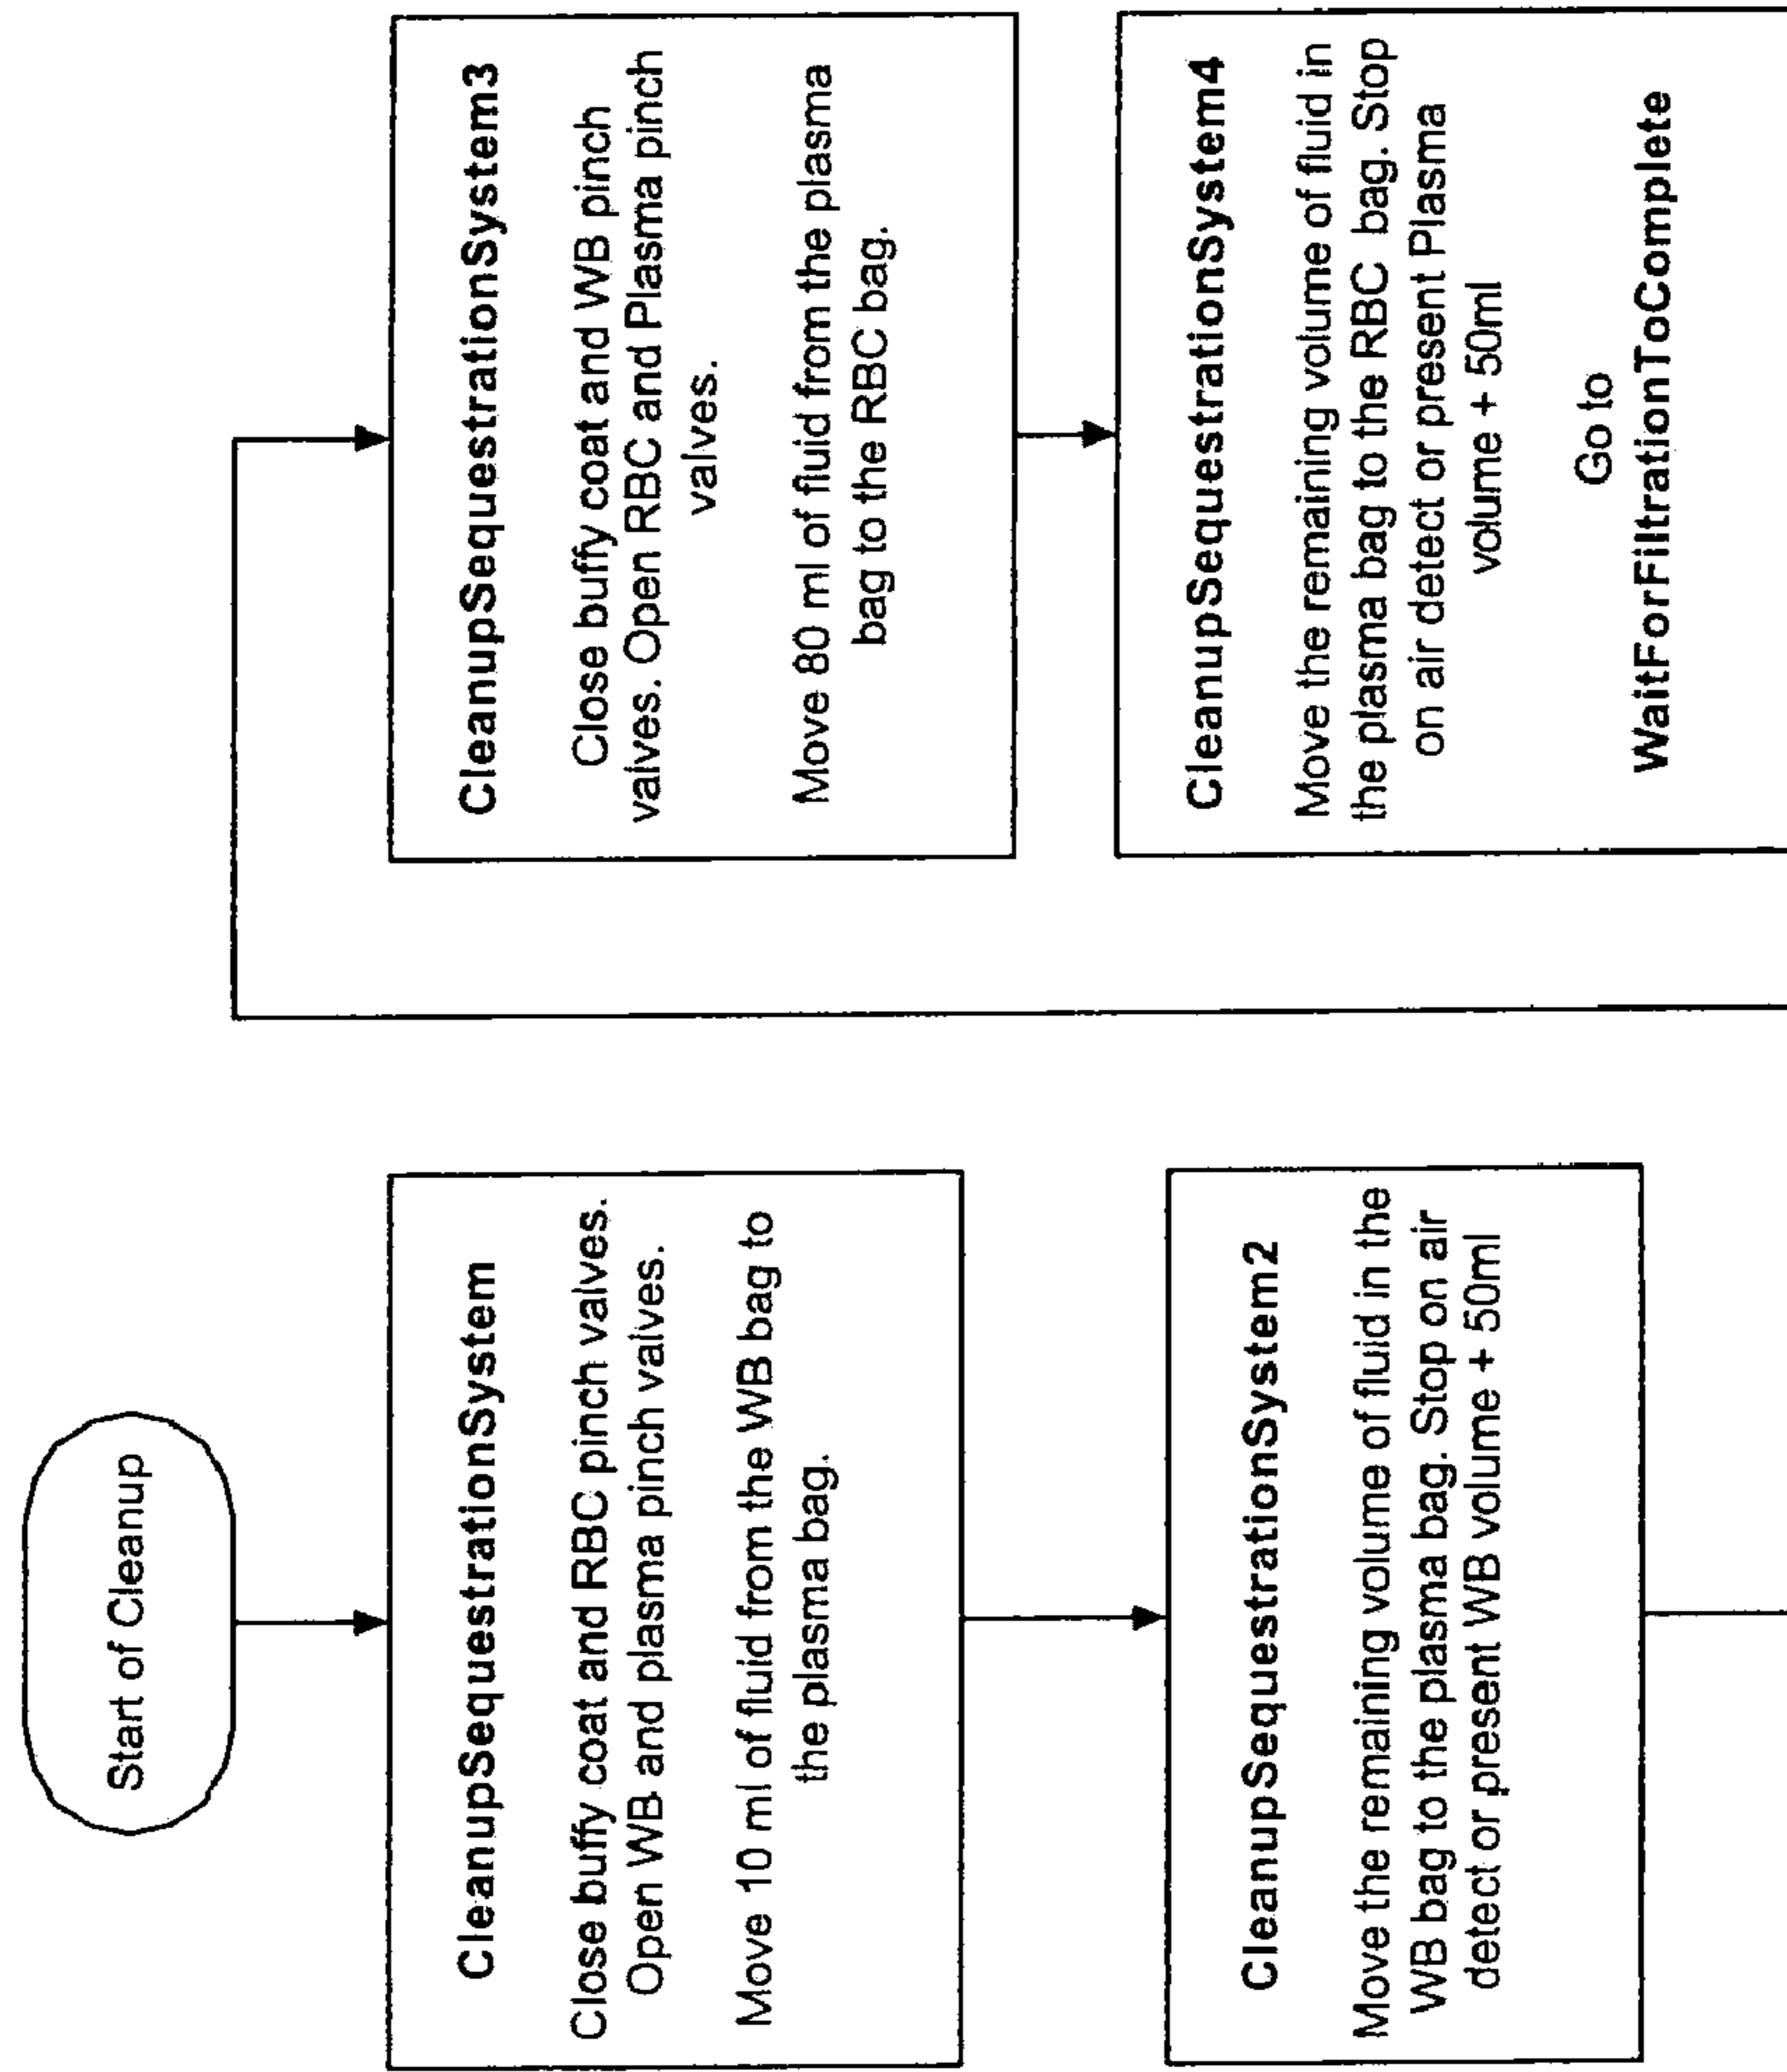 Start of Cleanup
CleanupSequestrationSystem
Close buffy coat and RBC pinch valves.
Open WB and plasma pinch valves.
Move 10 ml of fluid from the WB bag to
the plasma bag.
CleanupSequestrationSystem2
Move the remaining volume of fluid in the
WB bag to the plasma bag. Stop on air
detect or present WB volume + 50ml
CleanupSequestrationSystem3
Close buffy coat and WB pinch
valves. Open RBC and Plasma pinch
valves.
Move 80 ml of fluid from the plasma
bag to the RBC bag.
CleanupSequestrationSystem4
Move the remaining volume of fluid in
the plasma bag to the RBC bag. Stop
on air detect or present Plasma
volume + 50ml
Go to
WaitForFiltrationToComplete